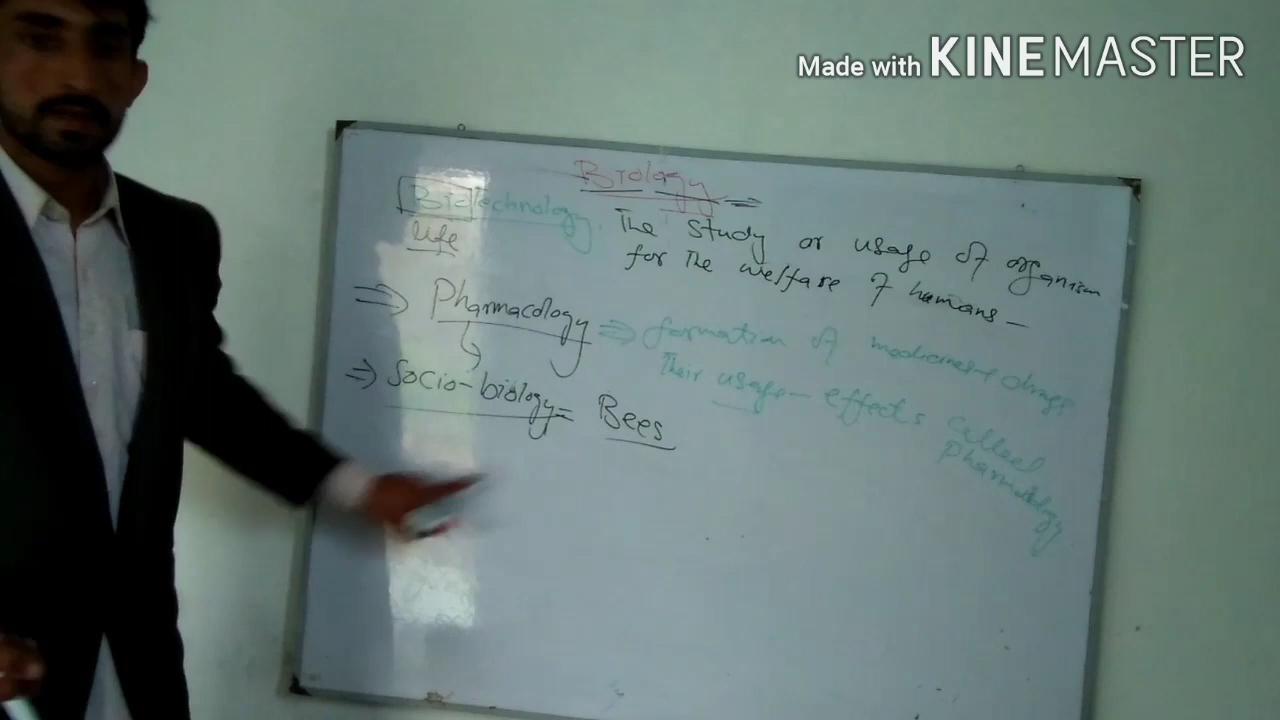 Made with KINEMASTER
Biology =
Biotechnology
Life
The study or usage of organism
for the welfare of humans -
=> Pharmacology => formation of medicines & drugs
Their usage - effects called
Pharmacology
=> Socio-biology = Bees